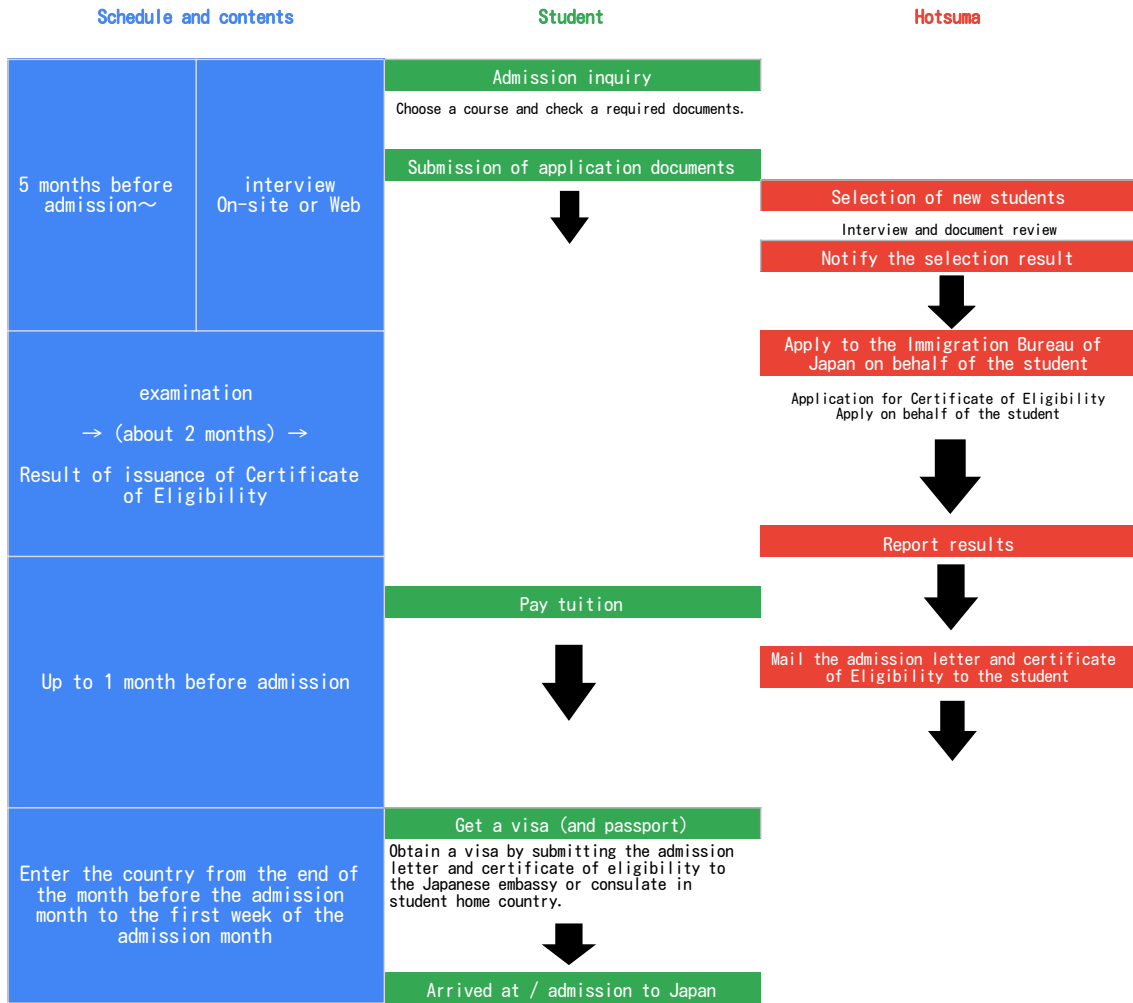 Schedule and contents
Student
Hotsuma
Admission inquiry
Choose a course and check a required documents.
Submission of application documents
5 months before
admission~
interview
On-site or Web
Selection of new students
Interview and document review
Notify the selection result
Apply to the Immigration Bureau of
Japan on behalf of the student
Application for Certificate of Eligibility
Apply on behalf of the student
examination
→ (about 2 months) →
Result of issuance of Certificate
of Eligibility
Report results
Pay tuition
Mail the admission letter and certificate
of Eligibility to the student
Up to 1 month before admission
Get a visa (and passport)
Obtain a visa by submitting the admission
letter and certificate of eligibility to
the Japanese embassy or consulate in
student home country.
Enter the country from the end of
the month before the admission
month to the first week of the
admission month
Arrived at / admission to Japan